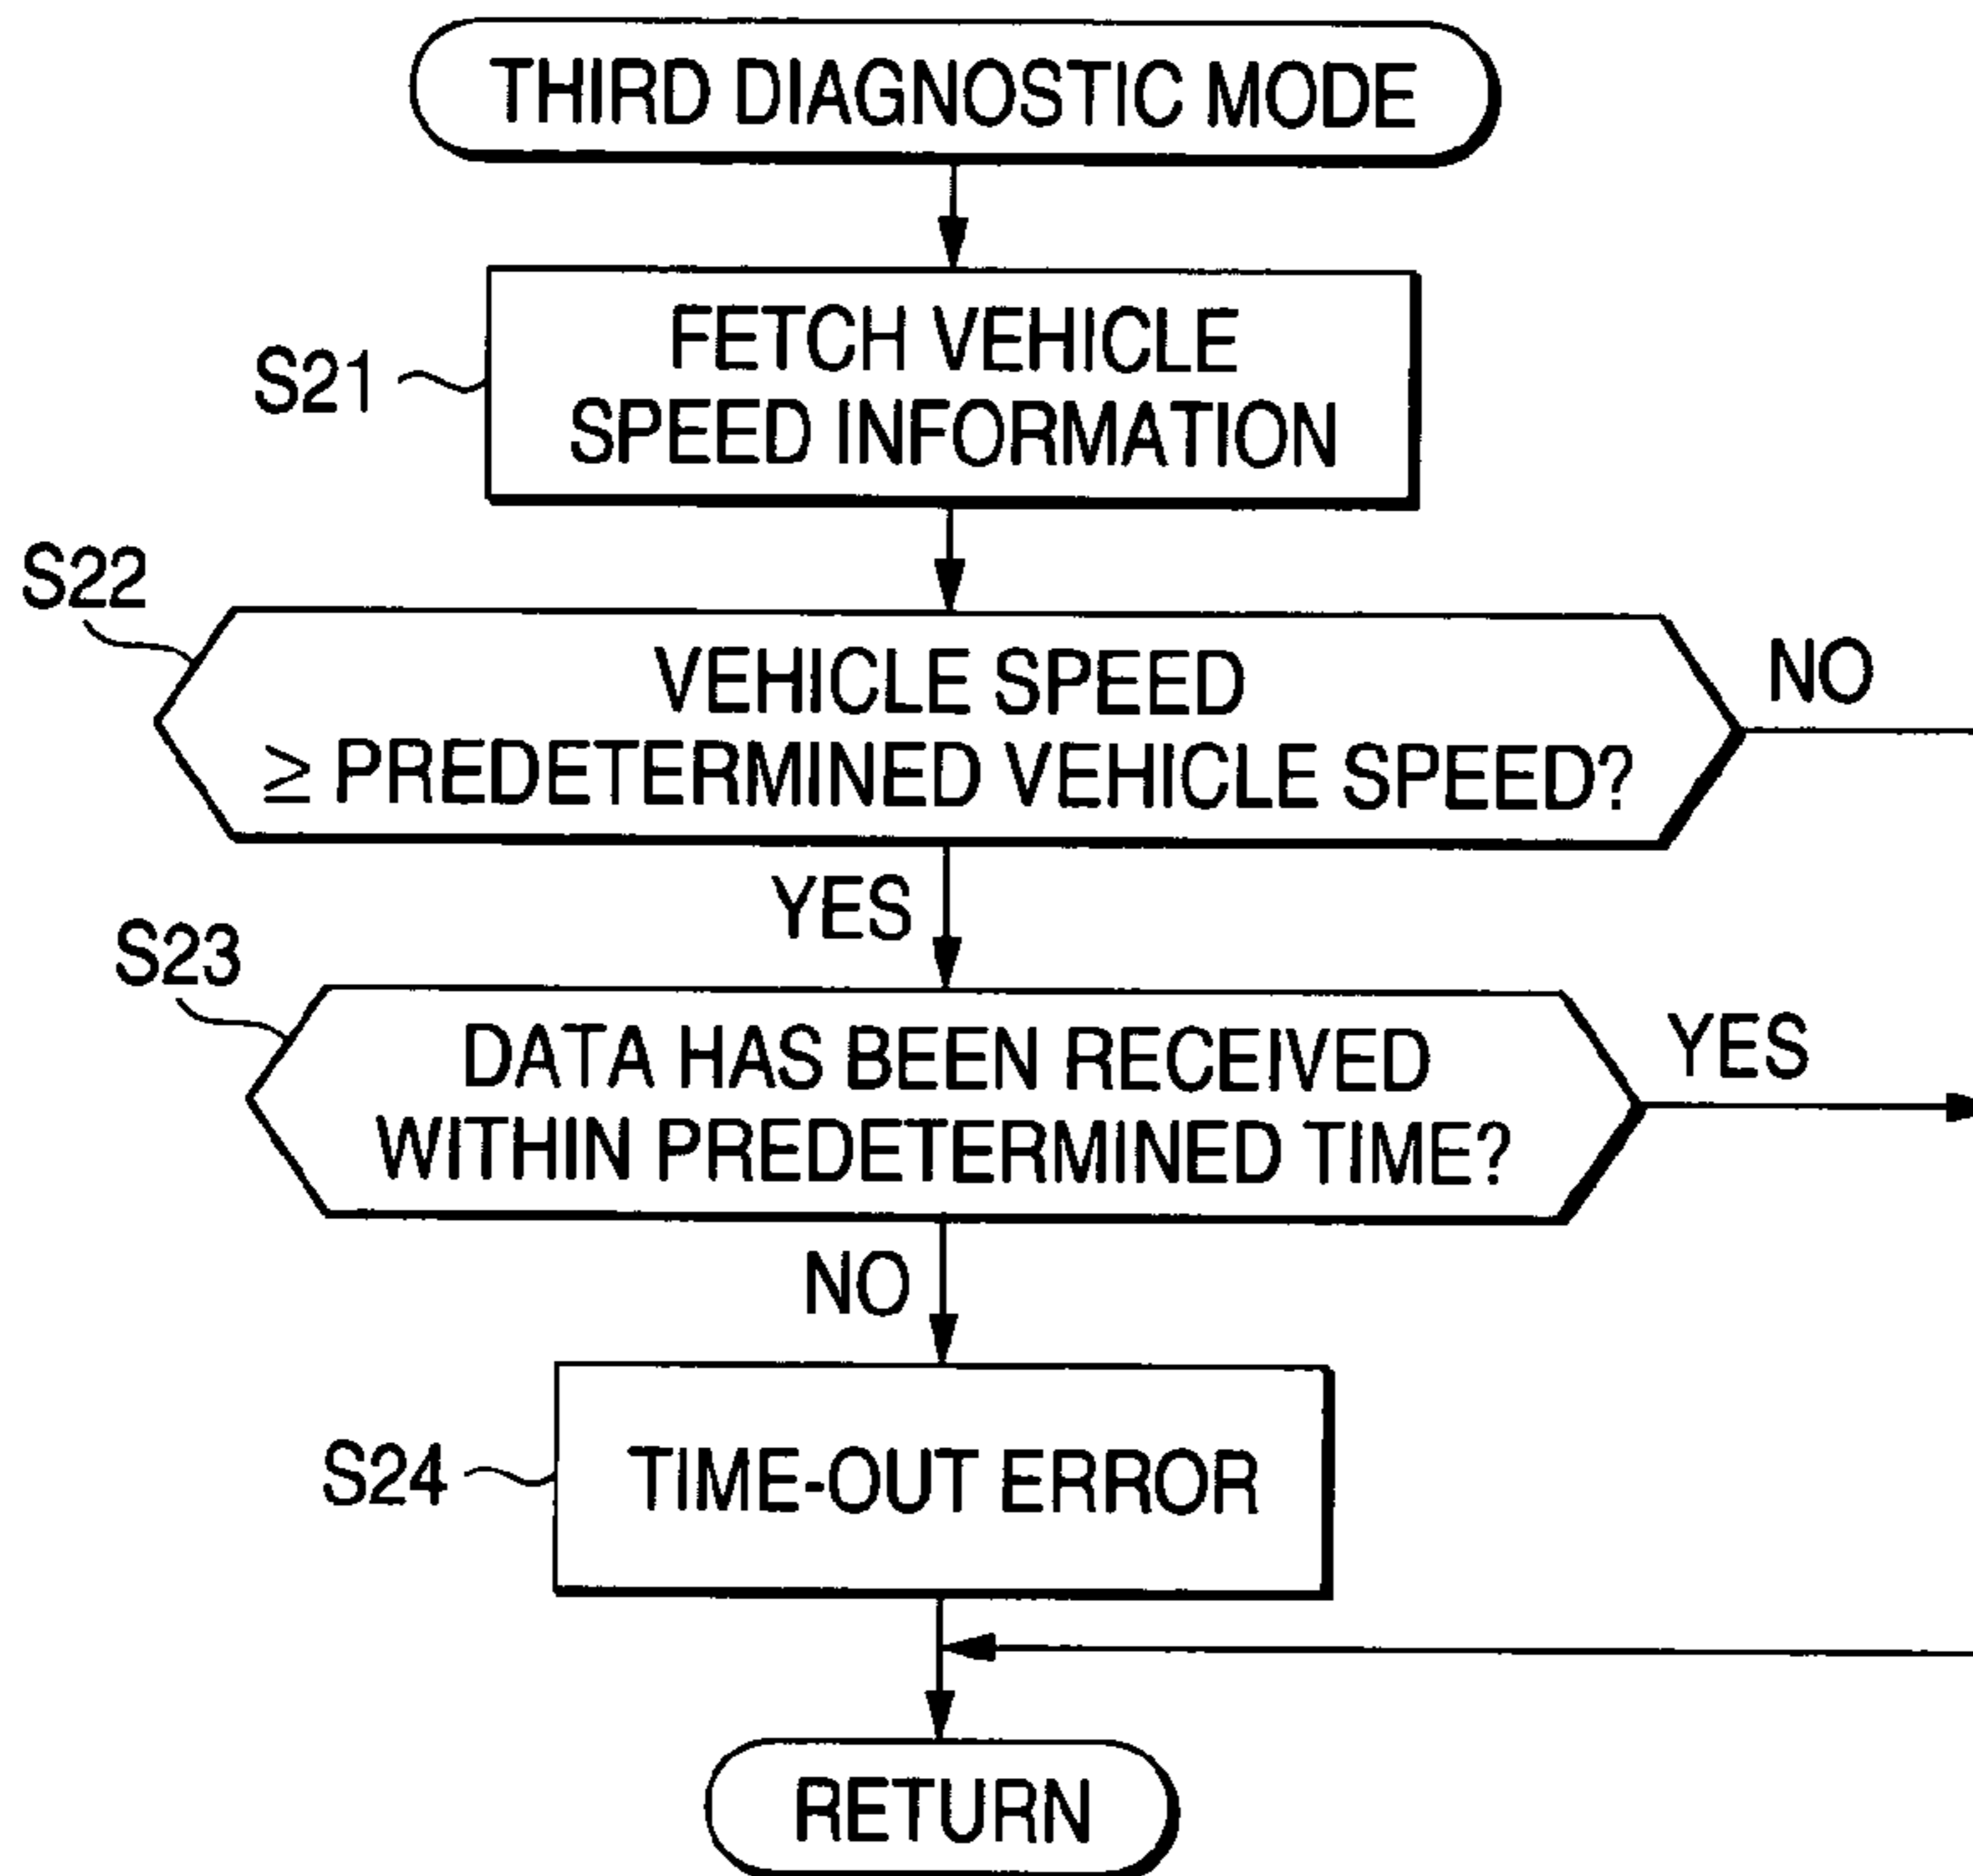 THIRD DIAGNOSTIC MODE
S21
FETCH VEHICLE
SPEED INFORMATION
S22
VEHICLE SPEED
≥ PREDETERMINED VEHICLE SPEED?
NO
YES
S23
DATA HAS BEEN RECEIVED
WITHIN PREDETERMINED TIME?
YES
NO
S24
TIME-OUT ERROR
RETURN